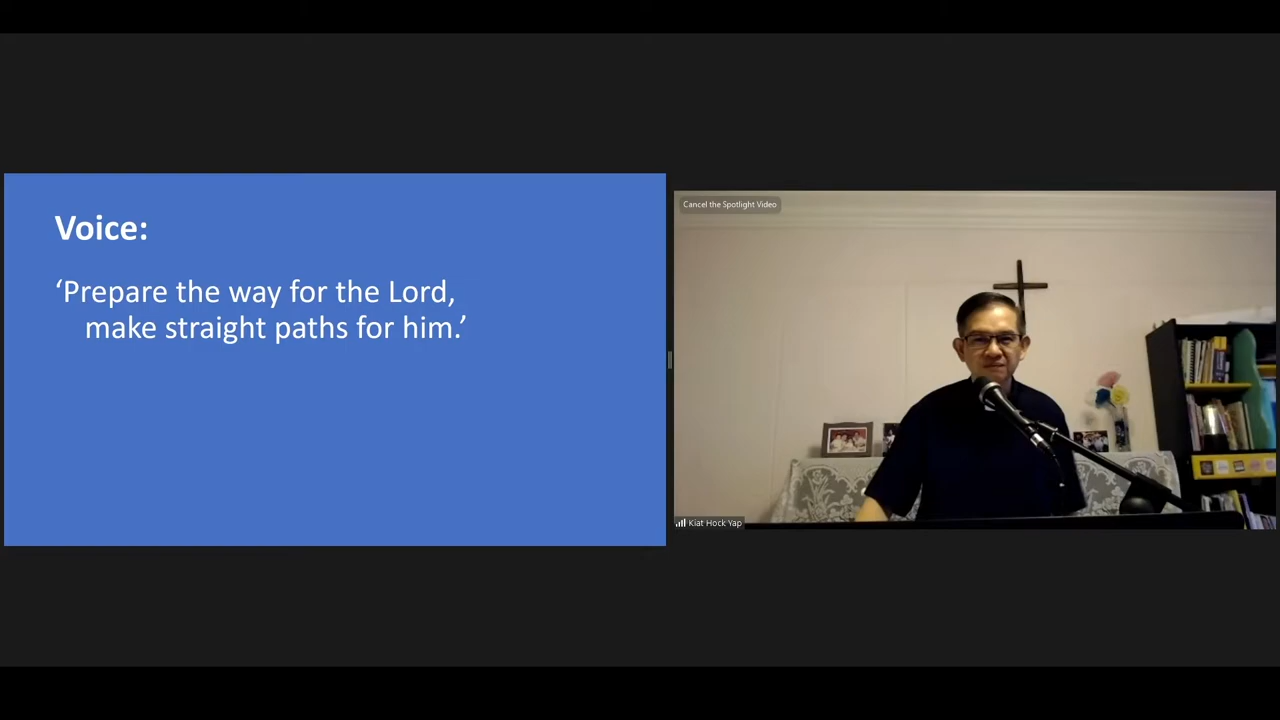 Voice:
‘Prepare the way for the Lord,
make straight paths for him.’
Cancel the Spotlight Video
Kiat Hock Yap